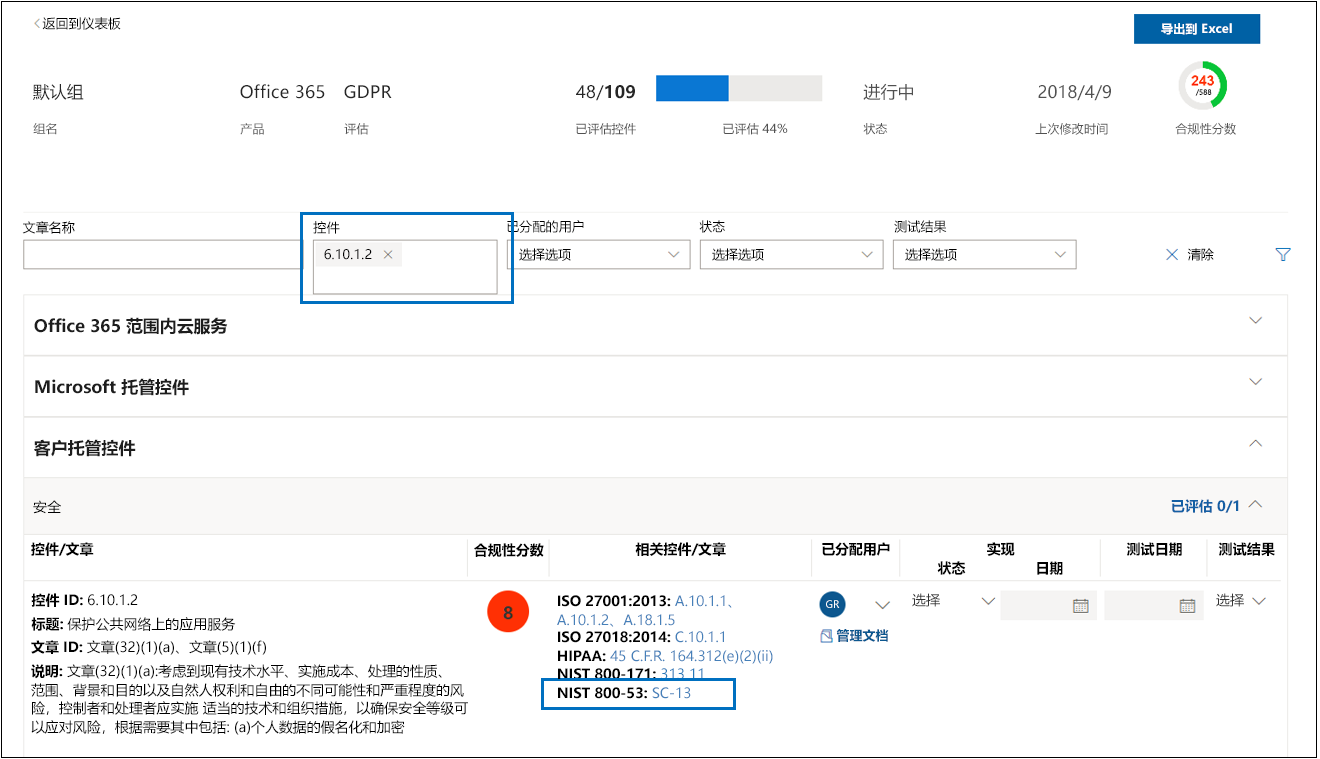 返回到仪表板
导出到 Excel
默认组 Office 365 GDPR 48/109 进行中 2018/4/9 243 /588
组名 产品 评估 已评估控件 已评估 44% 状态 上次修改时间 合规性分数
文章名称 控件 已分配的用户 状态 测试结果
6.10.1.2 选择选项 选择选项 选择选项 清除
Office 365 范围内云服务
Microsoft 托管控件
客户托管控件
安全 已评估 0/1
控件/文章 合规性分数 相关控件/文章 已分配用户 实现 测试日期 测试结果
状态 日期
控件 ID: 6.10.1.2
标题: 保护公共网络上的应用服务
文章 ID: 文章(32)(1)(a)、文章(5)(1)(f)
说明: 文章(32)(1)(a):考虑到现有技术水平、实施成本、处理的性质、
范围、背景和目的以及自然人权利和自由的不同可能性和严重程度的风
险，控制者和处理者应实施 适当的技术和组织措施，以确保安全等级可
以应对风险，根据需要其中包括: (a)个人数据的假名化和加密
8
ISO 27001:2013: A.10.1.1、
A.10.1.2、A.18.1.5
ISO 27018:2014: C.10.1.1
HIPAA: 45 C.F.R. 164.312(e)(2)(ii)
NIST 800-171: 313.11
NIST 800-53: SC-13
GR
管理文档
选择
选择